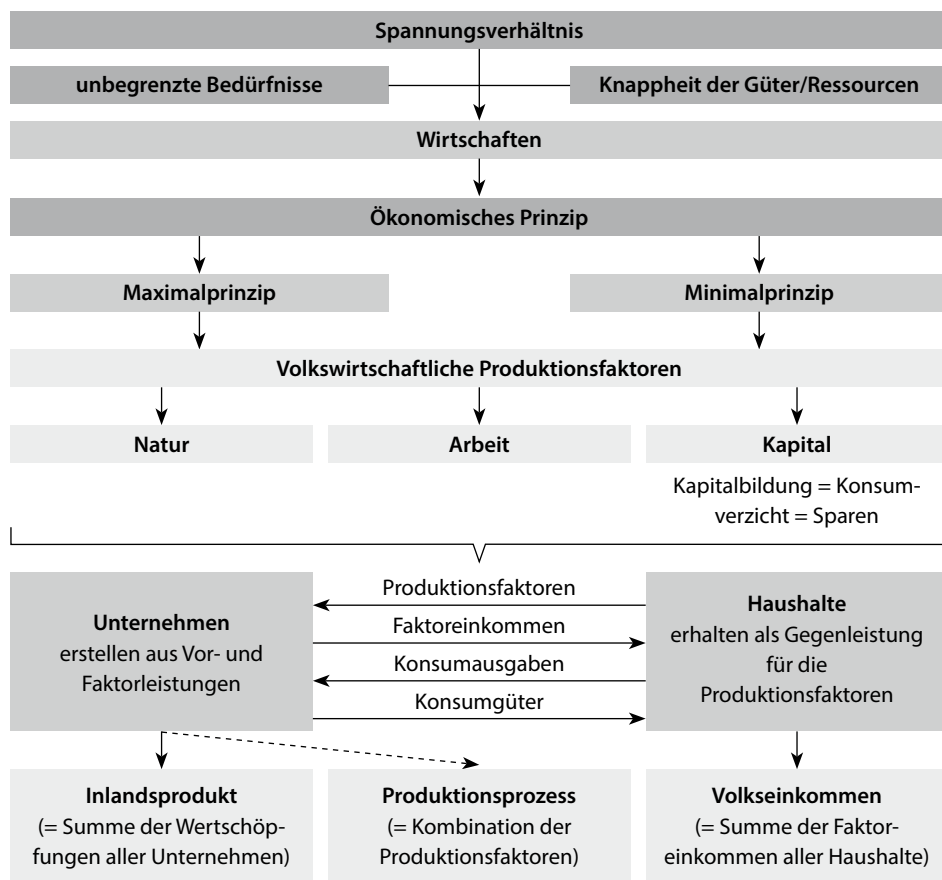 Spannungsverhältnis
unbegrenzte Bedürfnisse
Knappheit der Güter/Ressourcen
Wirtschaften
Ökonomisches Prinzip
Maximalprinzip
Minimalprinzip
Volkswirtschaftliche Produktionsfaktoren
Natur
Arbeit
Kapital
Kapitalbildung = Konsum-
verzicht = Sparen
Unternehmen
erstellen aus Vor- und
Faktorleistungen
Produktionsfaktoren
Faktoreinkommen
Konsumausgaben
Konsumgüter
Haushalte
erhalten als Gegenleistung
für die
Produktionsfaktoren
Inlandsprodukt
(= Summe der Wertschöp-
fungen aller Unternehmen)
Produktionsprozess
(= Kombination der
Produktionsfaktoren)
Volkseinkommen
(= Summe der Faktor-
einkommen aller Haushalte)